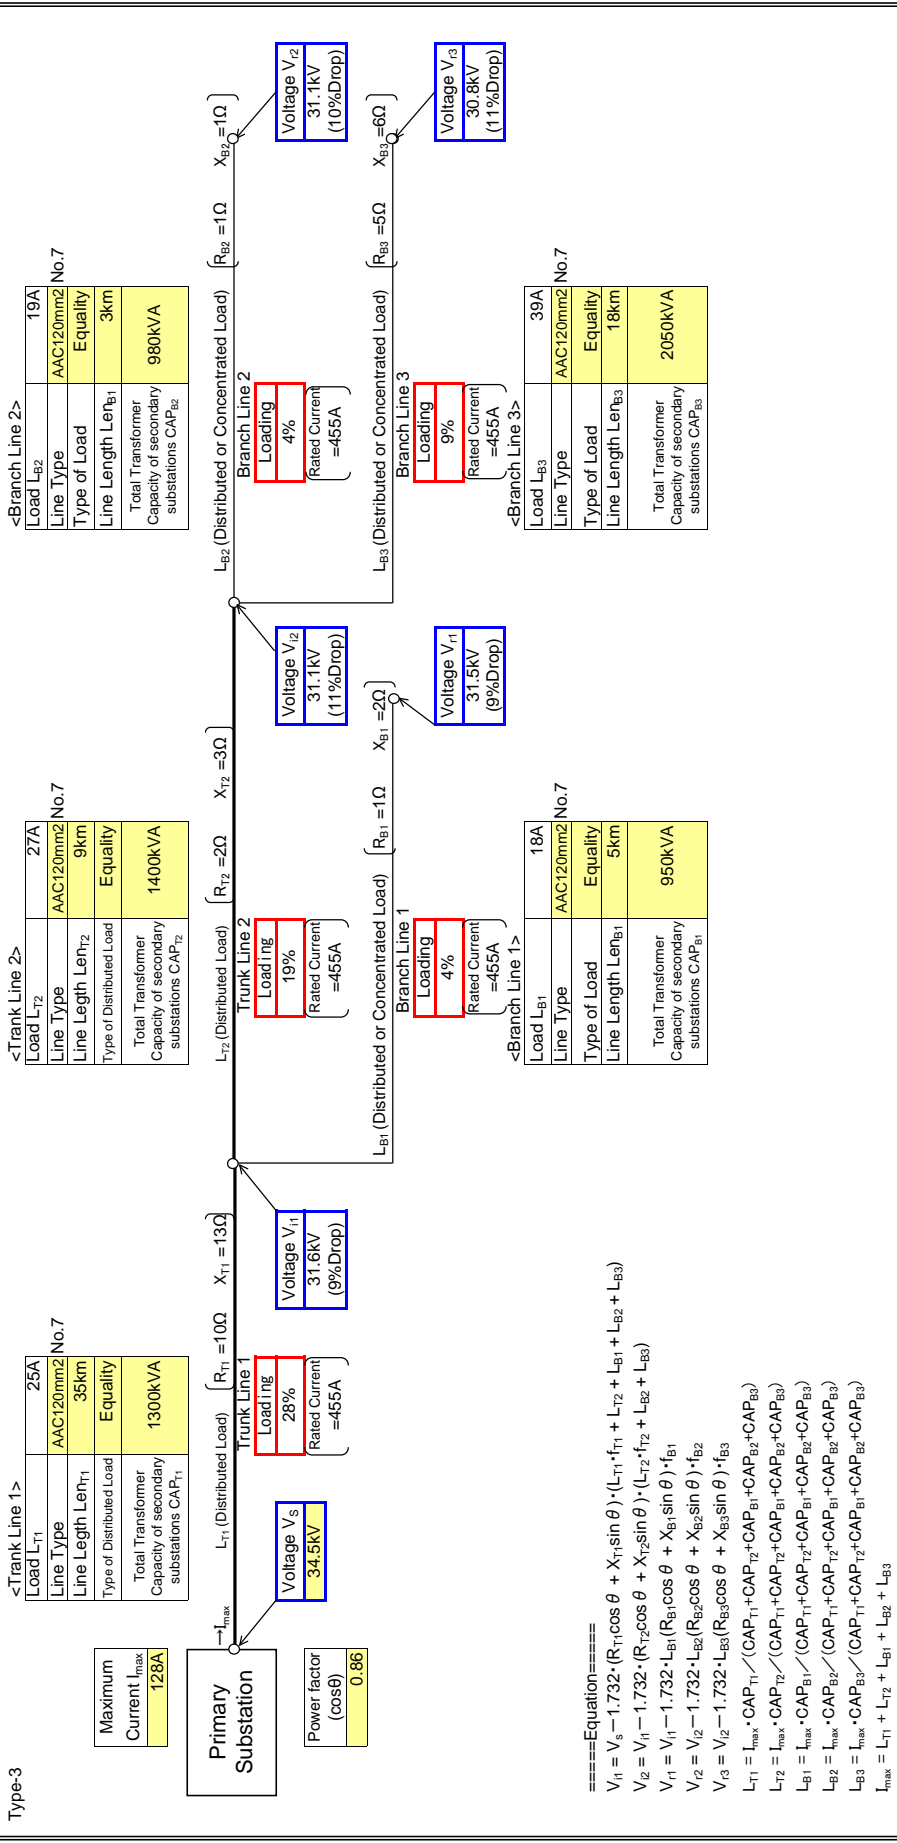 Type-3
Maximum
Current Imax
128A
Primary
Substation
Power factor
(cosθ)
0.86
→Imax
Voltage VS
34.5kV
<Trank Line 1>
Load LT1 25A
Line Type AAC120mm2 No.7
Line Legth LenT1 35km
Type of Distributed Load Equality
Total Transformer
Capacity of secondary
substations CAPT1
1300kVA
LT1 (Distributed Load) (RT1 =10Ω XT1 =13Ω)
Trunk Line 1
Loading
28%
(Rated Current
=455A)
Voltage Vi1
31.6kV
(9%Drop)
<Trank Line 2>
Load LT2 27A
Line Type AAC120mm2 No.7
Line Legth LenT2 9km
Type of Distributed Load Equality
Total Transformer
Capacity of secondary
substations CAPT2
1400kVA
LT2 (Distributed Load) (RT2 =2Ω XT2 =3Ω)
Trunk Line 2
Loading
19%
(Rated Current
=455A)
Voltage Vi2
31.1kV
(11%Drop)
LB1 (Distributed or Concentrated Load) (RB1 =1Ω XB1 =2Ω)
Branch Line 1
Loading
4%
(Rated Current
=455A)
Voltage Vr1
31.5kV
(9%Drop)
<Branch Line 1>
Load LB1 18A
Line Type AAC120mm2 No.7
Type of Load Equality
Line Length LenB1 5km
Total Transformer
Capacity of secondary
substations CAPB1
950kVA
<Branch Line 2>
Load LB2 19A
Line Type AAC120mm2 No.7
Type of Load Equality
Line Length LenB1 3km
Total Transformer
Capacity of secondary
substations CAPB2
980kVA
LB2 (Distributed or Concentrated Load) (RB2 =1Ω XB2 =1Ω)
Branch Line 2
Loading
4%
(Rated Current
=455A)
Voltage Vr2
31.1kV
(10%Drop)
LB3 (Distributed or Concentrated Load) (RB3 =5Ω XB3 =6Ω)
Branch Line 3
Loading
9%
(Rated Current
=455A)
Voltage Vr3
30.8kV
(11%Drop)
<Branch Line 3>
Load LB3 39A
Line Type AAC120mm2 No.7
Type of Load Equality
Line Length LenB3 18km
Total Transformer
Capacity of secondary
substations CAPB3
2050kVA
=====Equation=====
Vi1 = Vs－1.732・(RT1cos θ + XT1sin θ)・(LT1・fT1 + LT2 + LB1 + LB2 + LB3)
Vi2 = Vi1－1.732・(RT2cos θ + XT2sin θ)・(LT2・fT2 + LB2 + LB3)
Vr1 = Vi1－1.732・LB1(RB1cos θ + XB1sin θ)・fB1
Vr2 = Vi2－1.732・LB2(RB2cos θ + XB2sin θ)・fB2
Vr3 = Vi2－1.732・LB3(RB3cos θ + XB3sin θ)・fB3
LT1 = Imax・CAPT1／(CAPT1+CAPT2+CAPB1+CAPB2+CAPB3)
LT2 = Imax・CAPT2／(CAPT1+CAPT2+CAPB1+CAPB2+CAPB3)
LB1 = Imax・CAPB1／(CAPT1+CAPT2+CAPB1+CAPB2+CAPB3)
LB2 = Imax・CAPB2／(CAPT1+CAPT2+CAPB1+CAPB2+CAPB3)
LB3 = Imax・CAPB3／(CAPT1+CAPT2+CAPB1+CAPB2+CAPB3)
Imax = LT1 + LT2 + LB1 + LB2 + LB3